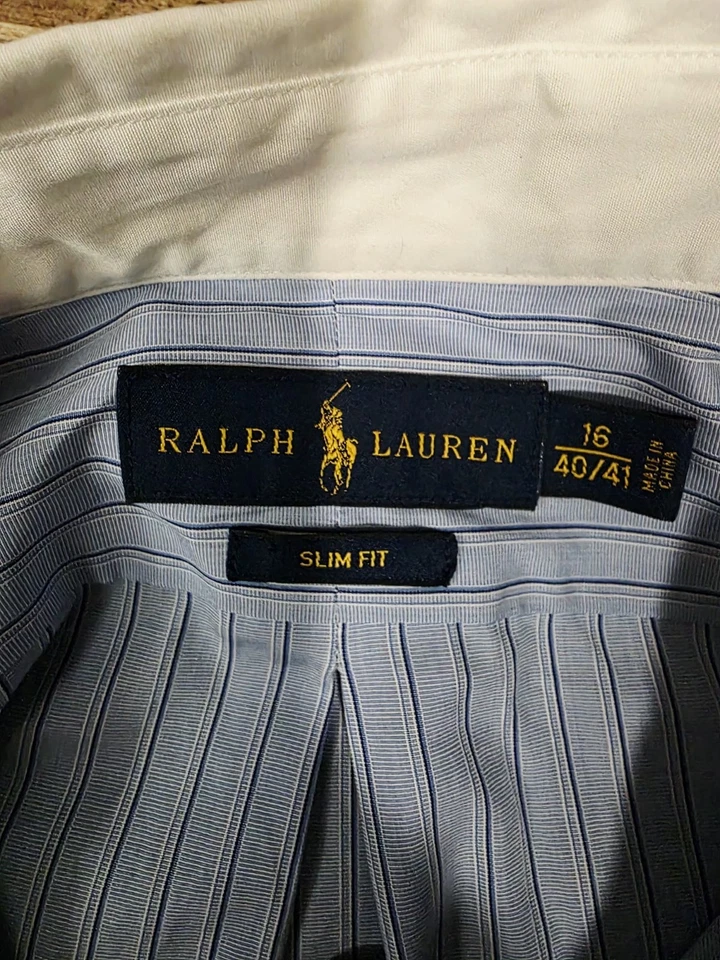 RALPH LAUREN
16
40/41
MADE IN
CHINA
SLIM FIT